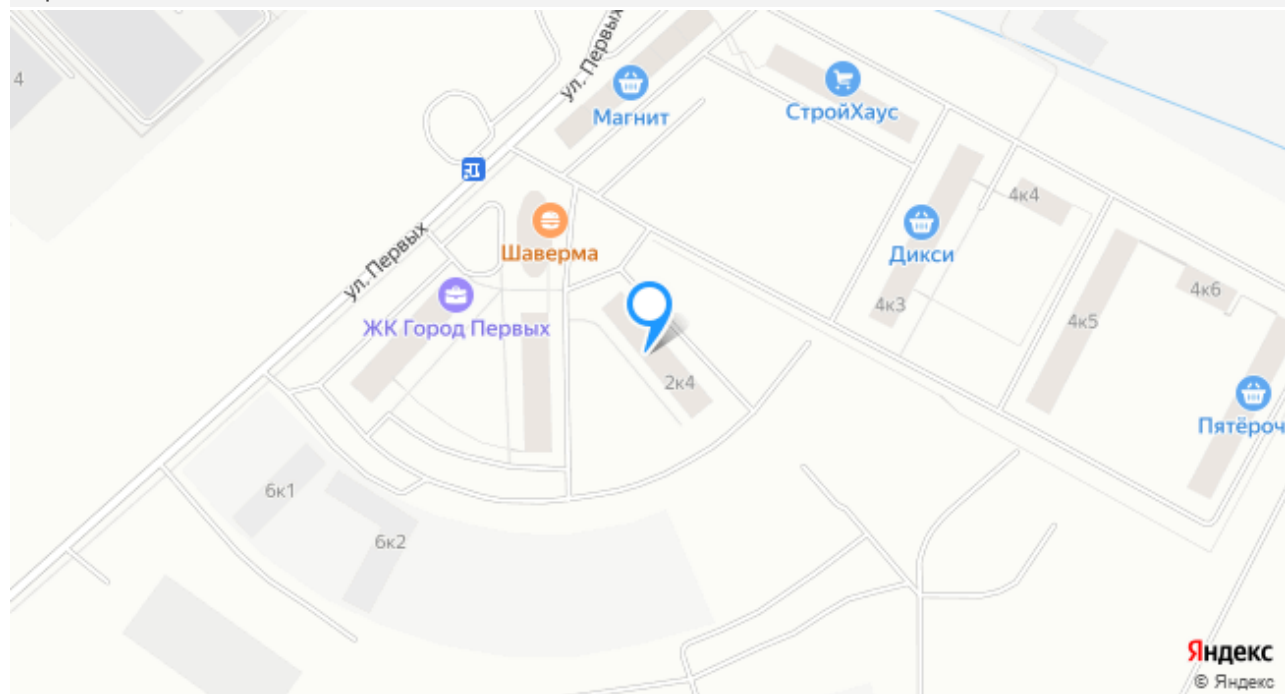 ул. Первых
Магнит
СтройХаус
4
4к4
Шаверма
Дикси
ул. Первых
4к6
4к3
4к5
ЖК Город Первых
2к4
Пятёроч
6к1
6к2
Яндекс
© Яндекс